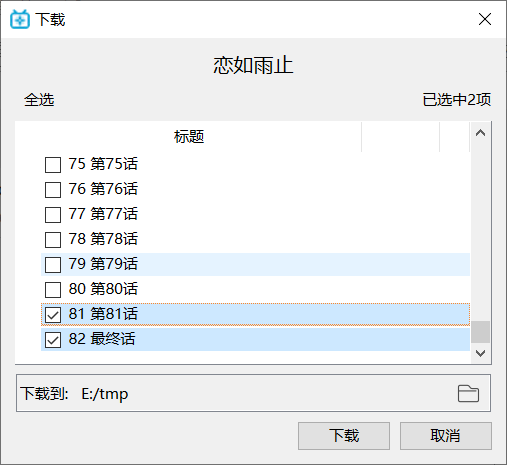 下载
恋如雨止
全选 已选中2项
标题
75 第75话
76 第76话
77 第77话
78 第78话
79 第79话
80 第80话
81 第81话
82 最终话
下载到: E:/tmp
下载 取消